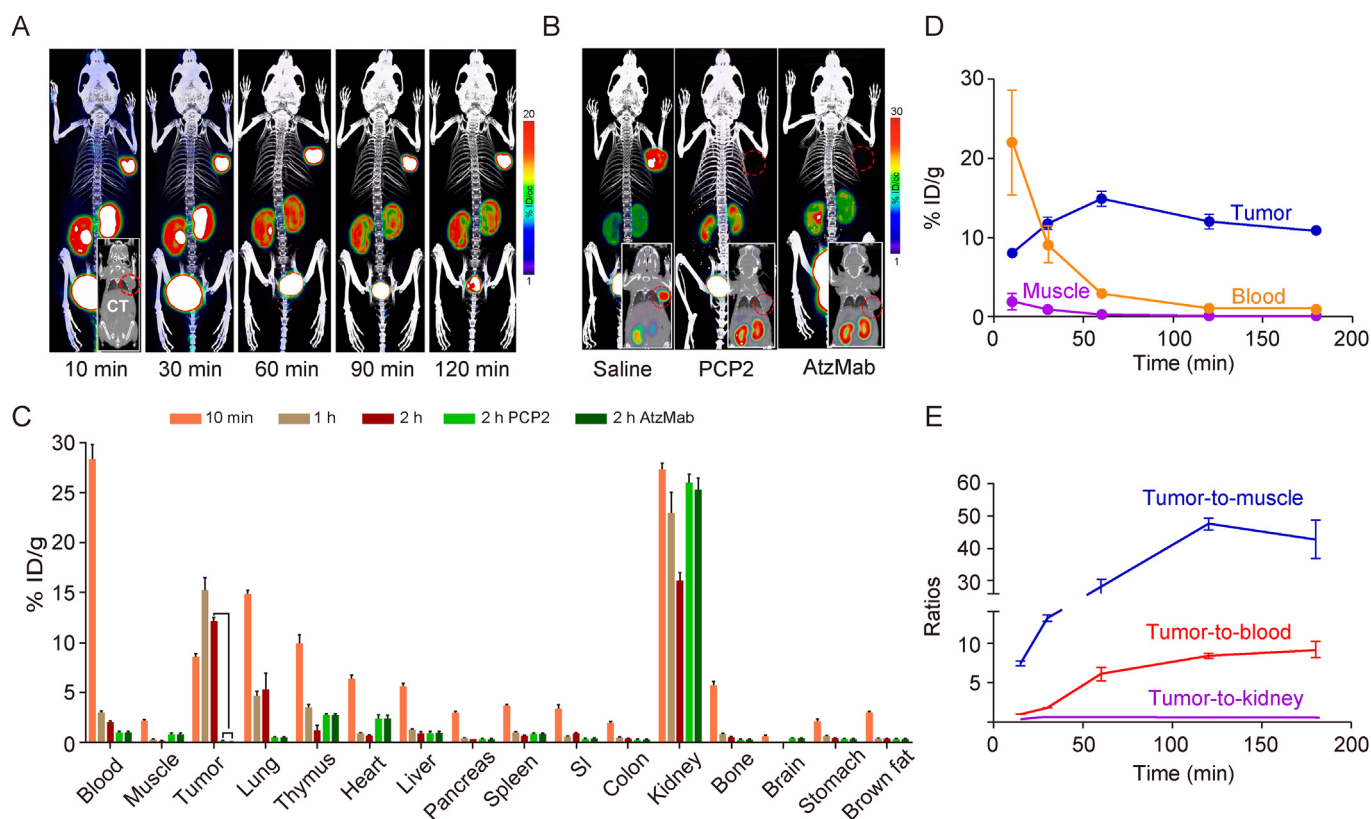 A
20
% ID/cc
1
CT
10 min
30 min
60 min
90 min
120 min
B
30
% ID/cc
1
Saline
PCP2
AtzMab
C
10 min
1 h
2 h
2 h PCP2
2 h AtzMab
% ID/g
30
25
20
15
10
5
0
Blood
Muscle
Tumor
Lung
Thymus
Heart
Liver
Pancreas
Spleen
SI
Colon
Kidney
Bone
Brain
Stomach
Brown fat
D
% ID/g
30
20
10
0
Tumor
Muscle
Blood
0 50 100 150 200
Time (min)
E
Ratios
60
50
40
30
10
5
Tumor-to-muscle
Tumor-to-blood
Tumor-to-kidney
0 50 100 150 200
Time (min)